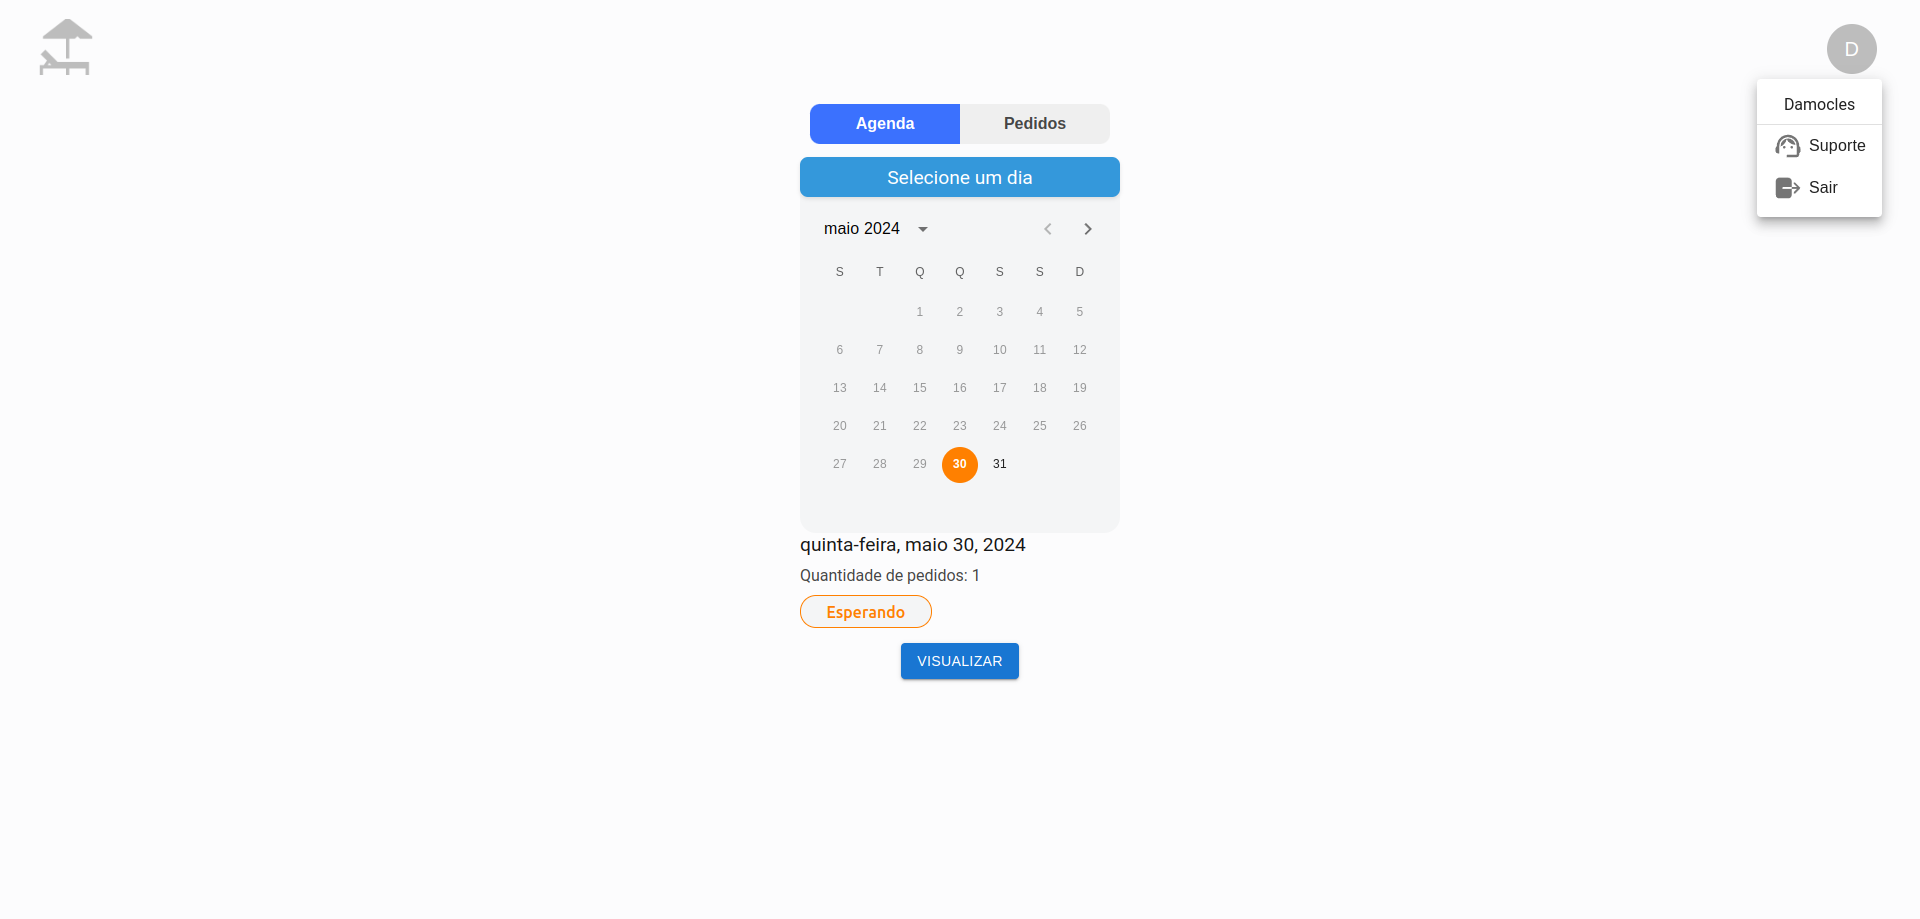 D
Damocles
Suporte
Sair
Agenda Pedidos
Selecione um dia
maio 2024
S T Q Q S S D
1 2 3 4 5
6 7 8 9 10 11 12
13 14 15 16 17 18 19
20 21 22 23 24 25 26
27 28 29 30 31
quinta-feira, maio 30, 2024
Quantidade de pedidos: 1
Esperando
VISUALIZAR